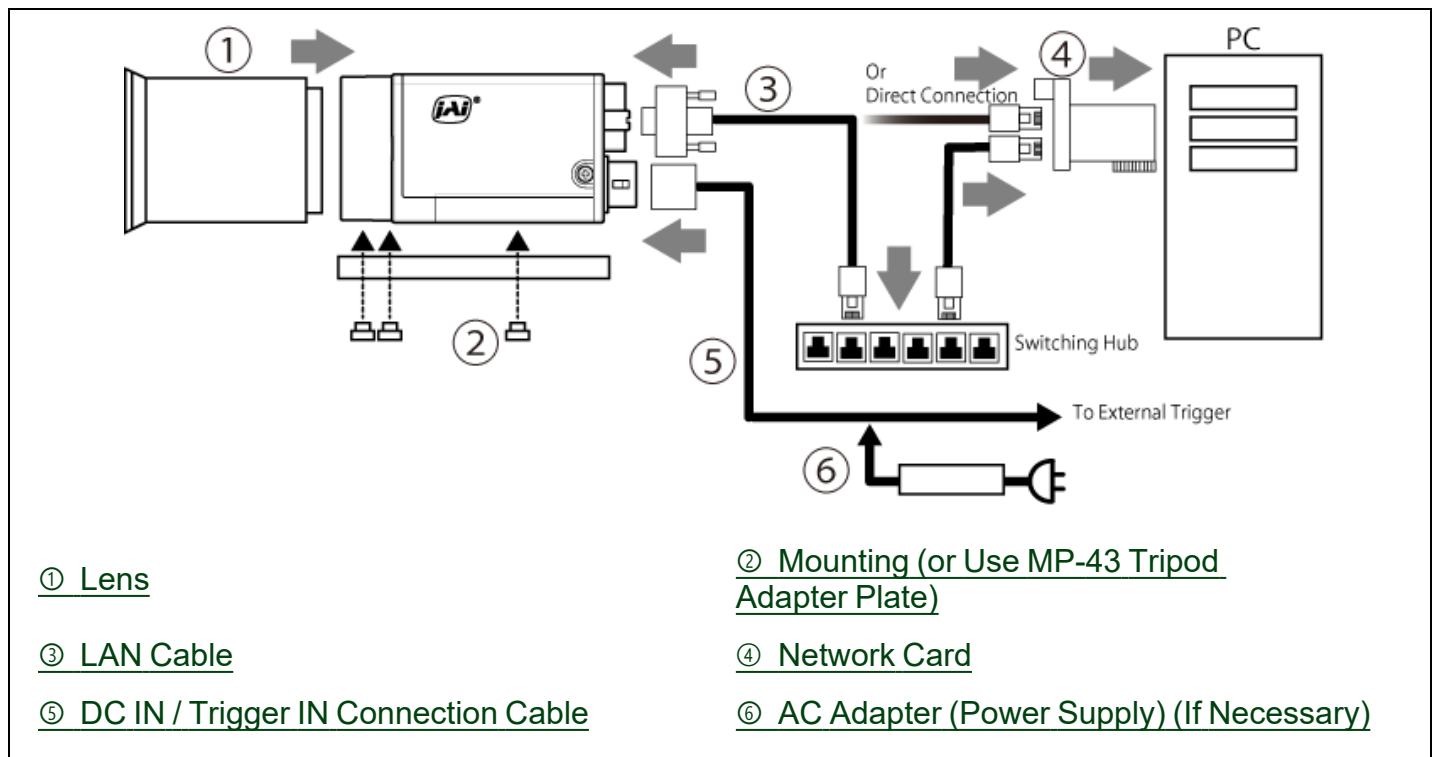 ①
jAi®
③
Or
Direct Connection
④
PC
②
Switching Hub
⑤
To External Trigger
⑥
① Lens
② Mounting (or Use MP-43 Tripod
Adapter Plate)
③ LAN Cable
④ Network Card
⑤ DC IN / Trigger IN Connection Cable
⑥ AC Adapter (Power Supply) (If Necessary)